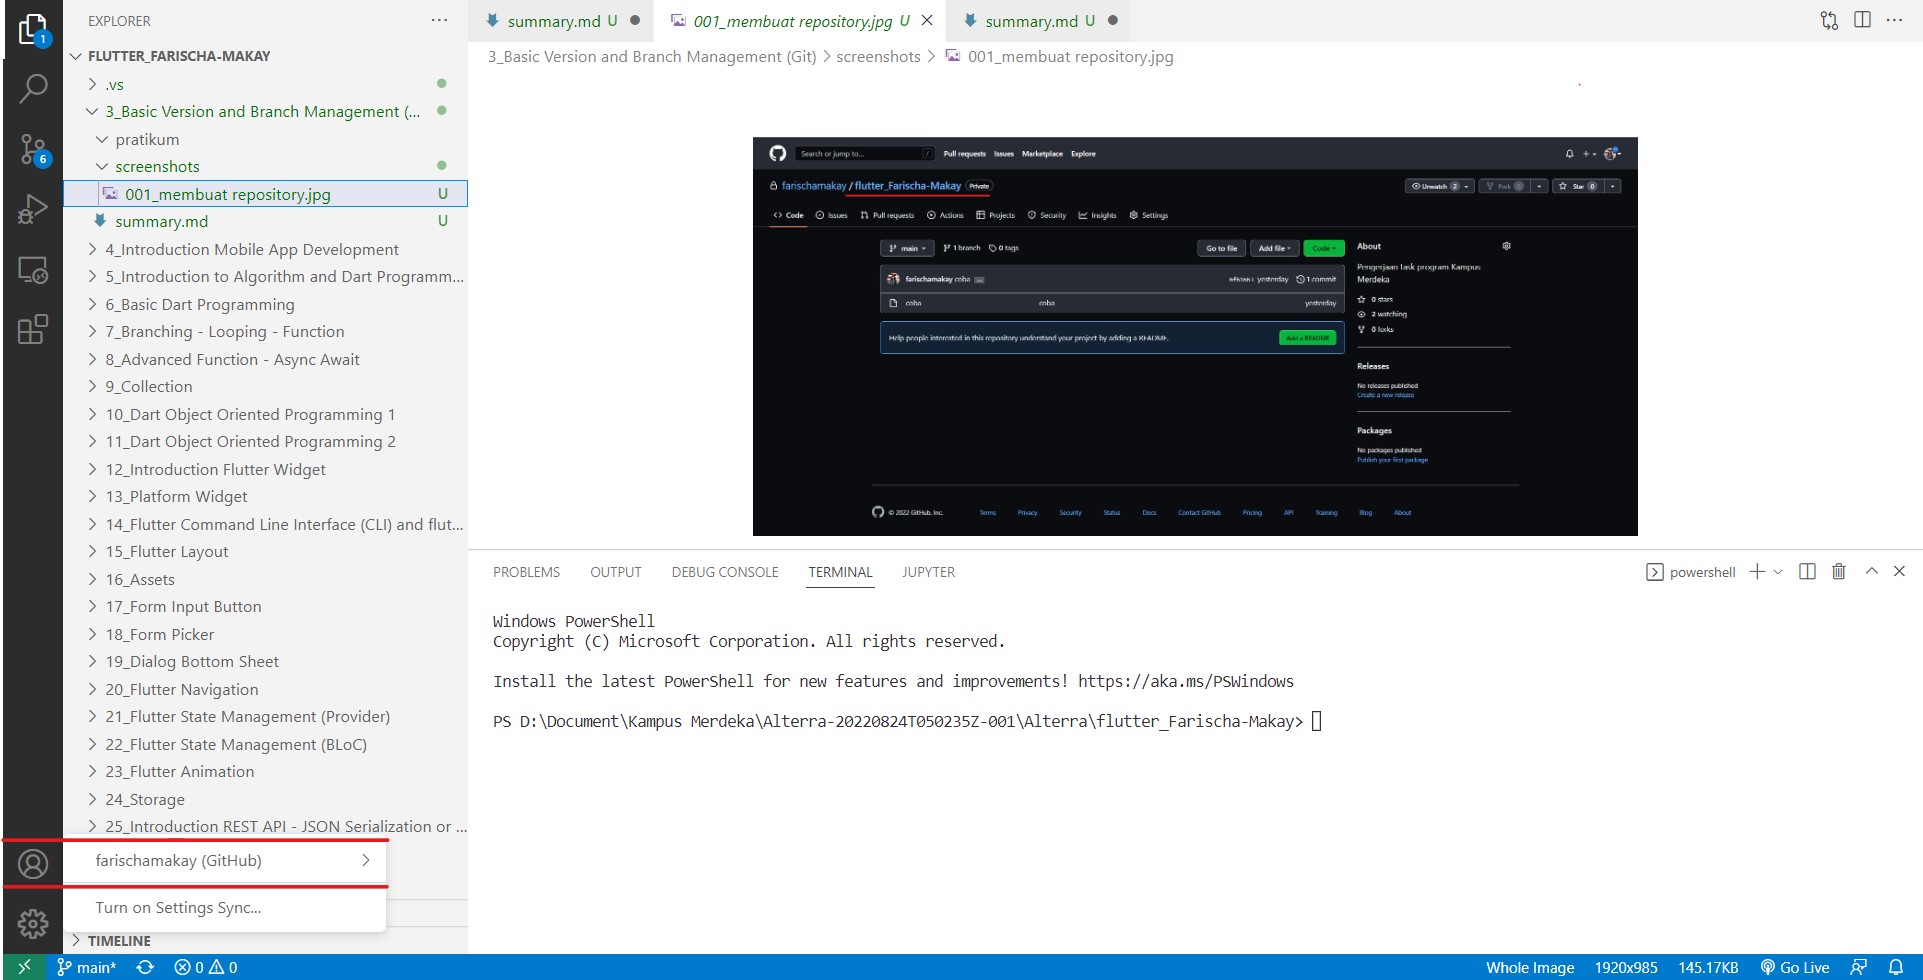 EXPLORER
FLUTTER_FARISCHA-MAKAY
.vs
3_Basic Version and Branch Management (...
pratikum
screenshots
001_membuat repository.jpg U
summary.md U
4_Introduction Mobile App Development
5_Introduction to Algorithm and Dart Programm...
6_Basic Dart Programming
7_Branching - Looping - Function
8_Advanced Function - Async Await
9_Collection
10_Dart Object Oriented Programming 1
11_Dart Object Oriented Programming 2
12_Introduction Flutter Widget
13_Platform Widget
14_Flutter Command Line Interface (CLI) and flut...
15_Flutter Layout
16_Assets
17_Form Input Button
18_Form Picker
19_Dialog Bottom Sheet
20_Flutter Navigation
21_Flutter State Management (Provider)
22_Flutter State Management (BLoC)
23_Flutter Animation
24_Storage
25_Introduction REST API - JSON Serialization or ...
farischamakay (GitHub)
Turn on Settings Sync...
TIMELINE
1
6
summary.md U
001_membuat repository.jpg U
summary.md U
3_Basic Version and Branch Management (Git) > screenshots > 001_membuat repository.jpg
Search or jump to... /
Pull requests Issues Marketplace Explore
farischamakay / flutter_Farischa-Makay Private
Unwatch 2 Fork 0 Star 0
Code Issues Pull requests Actions Projects Security Insights Settings
main 1 branch 0 tags Go to file Add file Code
farischamakay coba yesterday 1 commit
coba coba yesterday
Help people interested in this repository understand your project by adding a README. Add a README
About
Pengerjaan task program Kampus
Merdeka
0 stars
2 watching
0 forks
Releases
No releases published
Create a new release
Packages
No packages published
Publish your first package
© 2022 GitHub, Inc. Terms Privacy Security Status Docs Contact GitHub Pricing API Training Blog About
PROBLEMS OUTPUT DEBUG CONSOLE TERMINAL JUPYTER
powershell
Windows PowerShell
Copyright (C) Microsoft Corporation. All rights reserved.
Install the latest PowerShell for new features and improvements! https://aka.ms/PSWindows
PS D:\Document\Kampus Merdeka\Alterra-20220824T050235Z-001\Alterra\flutter_Farischa-Makay>
main* 0 0
Whole Image 1920x985 145.17KB Go Live